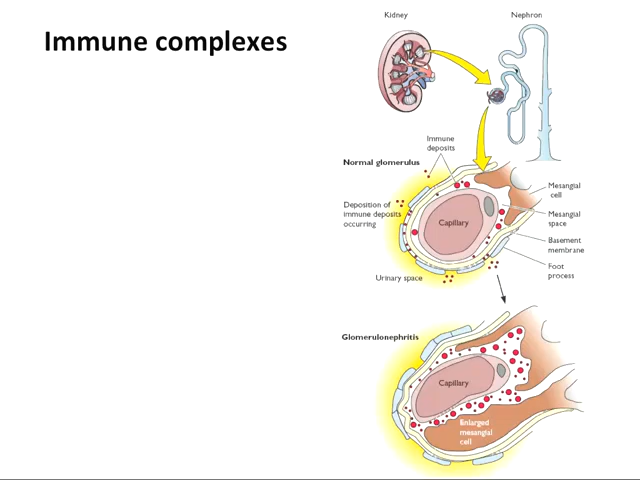 Immune complexes
Kidney
Nephron
Immune
deposits
Normal glomerulus
Deposition of
immune deposits
occurring
Capillary
Mesangial
cell
Mesangial
space
Basement
membrane
Foot
process
Urinary space
Glomerulonephritis
Capillary
Enlarged
mesangial
cell